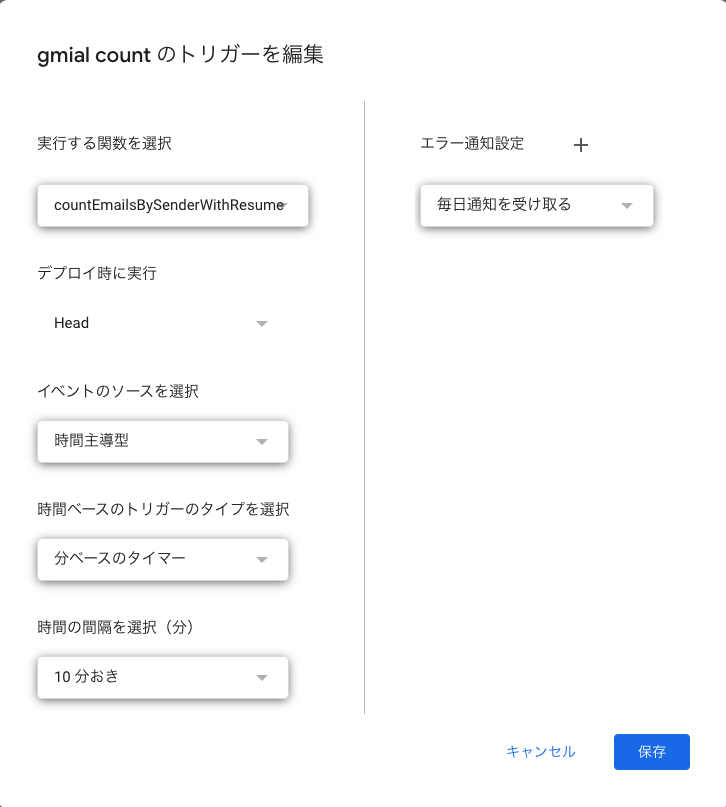 gmial count のトリガーを編集
実行する関数を選択
countEmailsBySenderWithResume
デプロイ時に実行
Head
イベントのソースを選択
時間主導型
時間ベースのトリガーのタイプを選択
分ベースのタイマー
時間の間隔を選択（分）
10 分おき
エラー通知設定
毎日通知を受け取る
キャンセル
保存